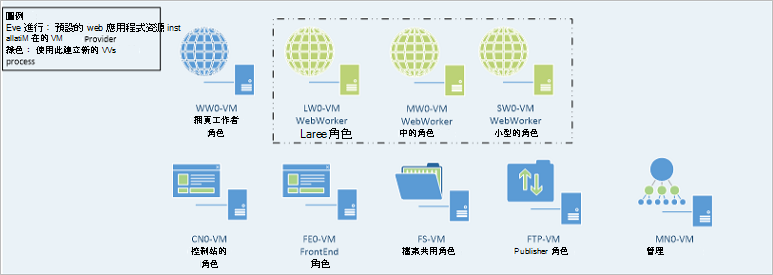 圖例
Eve 進行： 預設的 web 應用程式資源 inst
allasiM 在的 VM Provider
綠色： 使用此建立新的 VVs
process
WW0-VM
網頁工作者
角色
LW0-VM
WebWorker
Laree 角色
MW0-VM
WebWorker
中的角色
SW0-VM
WebWorker
小型的角色
CN0-VM
控制站的
角色
FE0-VM
FrontEnd
角色
FS-VM
檔案共用角色
FTP-VM
Publisher 角色
MN0-VM
管理